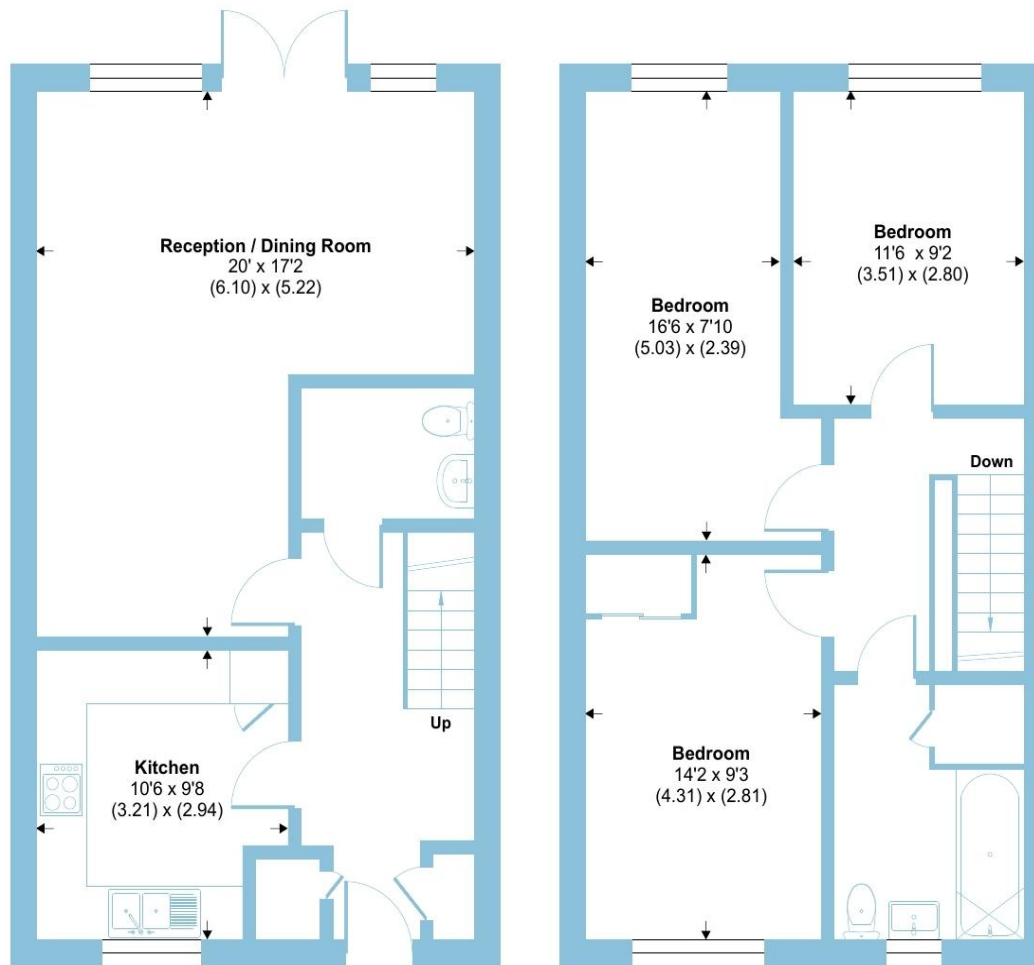 Reception / Dining Room
20' x 17'2
(6.10) x (5.22)
Kitchen
10'6 x 9'8
(3.21) x (2.94)
Up
Bedroom
16'6 x 7'10
(5.03) x (2.39)
Bedroom
11'6 x 9'2
(3.51) x (2.80)
Down
Bedroom
14'2 x 9'3
(4.31) x (2.81)